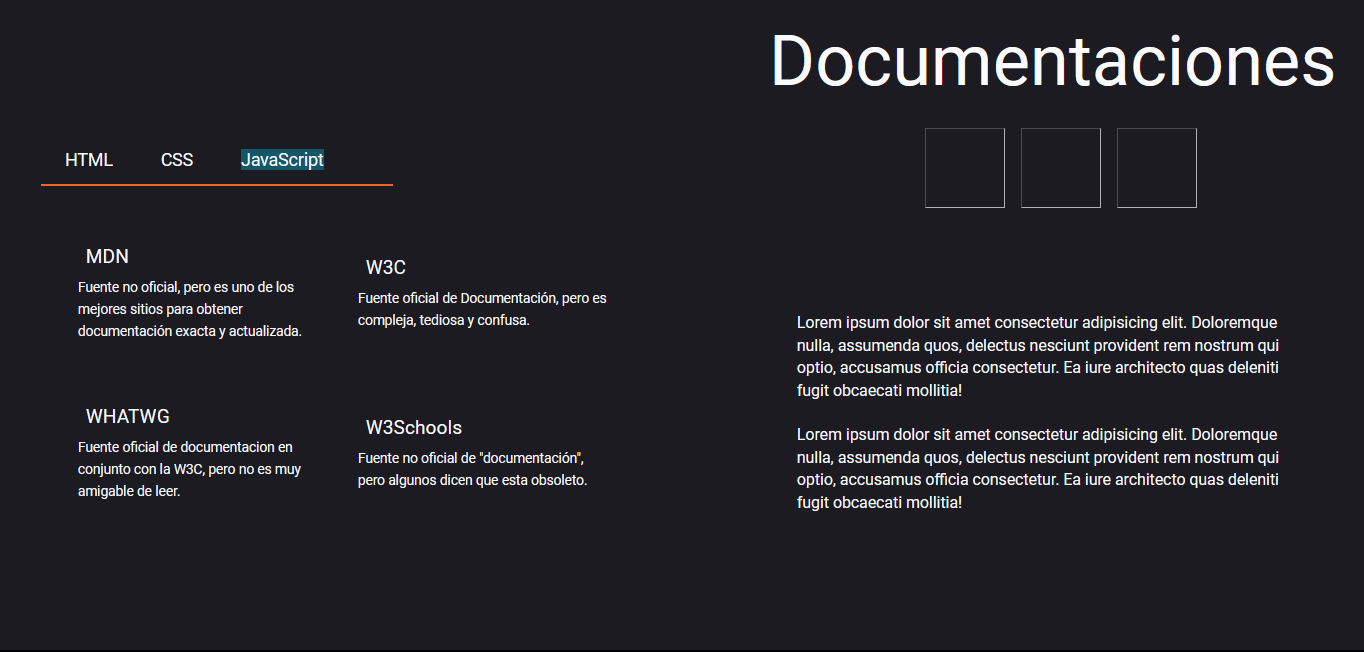 Documentaciones
HTML CSS JavaScript
MDN
Fuente no oficial, pero es uno de los
mejores sitios para obtener
documentación exacta y actualizada.
W3C
Fuente oficial de Documentación, pero es
compleja, tediosa y confusa.
WHATWG
Fuente oficial de documentacion en
conjunto con la W3C, pero no es muy
amigable de leer.
W3Schools
Fuente no oficial de "documentación",
pero algunos dicen que esta obsoleto.
Lorem ipsum dolor sit amet consectetur adipisicing elit. Doloremque
nulla, assumenda quos, delectus nesciunt provident rem nostrum qui
optio, accusamus officia consectetur. Ea iure architecto quas deleniti
fugit obcaecati mollitia!
Lorem ipsum dolor sit amet consectetur adipisicing elit. Doloremque
nulla, assumenda quos, delectus nesciunt provident rem nostrum qui
optio, accusamus officia consectetur. Ea iure architecto quas deleniti
fugit obcaecati mollitia!